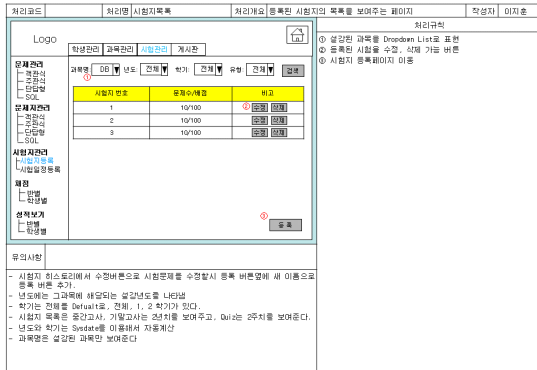 처리코드 처리명 시험지목록 처리개요 등록된 시험지의 목록를 보여주는 페이지 작성자 이지훈
처리규칙
① 설강된 과목를 Dropdown List로 표현
② 등록된 시험을 수정, 삭제 가능 버튼
③ 시험지 등록페이지 이동
Logo
학생관리 과목관리 시험관리 게시판
문제관리
객관식
주관식
단답형
SQL
문제지관리
객관식
주관식
단답형
SQL
시험지관리
시험지등록
시험일정등록
채점
반별
학생별
성적보기
반별
학생별
과목명: DB 년도: 전체 학기: 전체 유형: 전체 검색
①
시험지 번호 문제수/배점 비고
1 10/100 ② 수정 삭제
2 10/100 수정 삭제
3 10/100 수정 삭제
③
등록
유의사항
- 시험지 히스토리에서 수정버튼으로 시험문제를 수정할시 등록 버튼옆에 새 이름으로
등록 버튼 추가.
- 년도에는 그과목에 해당되는 설강년도를 나타냄
- 학기는 전체를 Defualt로, 전체, 1, 2 학기가 있다.
- 시험지 목록은 중간고사, 기말고사는 2년치를 보여주고, Quiz는 2주치를 보여준다.
- 년도와 학기는 Sysdate를 이용해서 자동계산
- 과목명은 설강된 과목만 보여준다